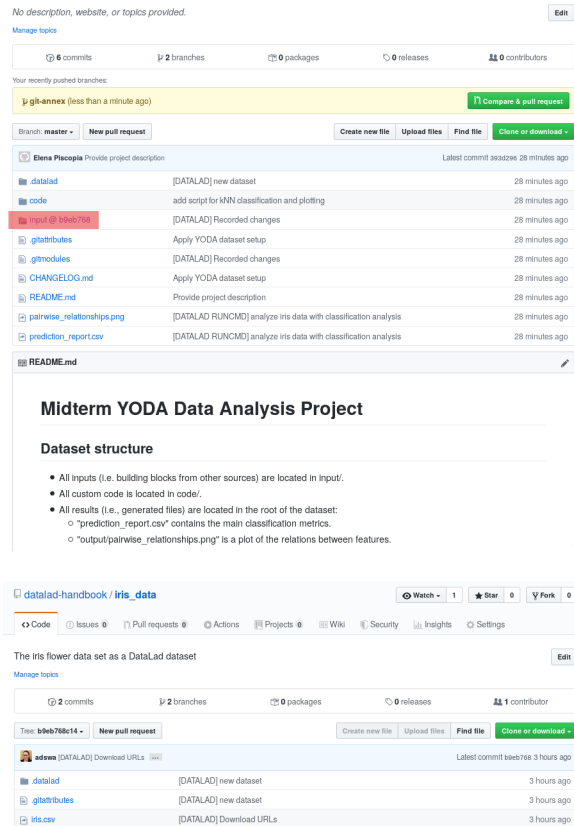 No description, website, or topics provided.
Edit
Manage topics
6 commits 2 branches 0 packages 0 releases 0 contributors
Your recently pushed branches:
git-annex (less than a minute ago) Compare & pull request
Branch: master New pull request Create new file Upload files Find file Clone or download
Elena Piscopia Provide project description Latest commit 393d296 28 minutes ago
.datalad [DATALAD] new dataset 28 minutes ago
code add script for kNN classification and plotting 28 minutes ago
input @ b9eb768 [DATALAD] Recorded changes 28 minutes ago
.gitattributes Apply YODA dataset setup 28 minutes ago
.gitmodules [DATALAD] Recorded changes 28 minutes ago
CHANGELOG.md Apply YODA dataset setup 28 minutes ago
README.md Provide project description 28 minutes ago
pairwise_relationships.png [DATALAD RUNCMD] analyze iris data with classification analysis 28 minutes ago
prediction_report.csv [DATALAD RUNCMD] analyze iris data with classification analysis 28 minutes ago
README.md
Midterm YODA Data Analysis Project
Dataset structure
All inputs (i.e. building blocks from other sources) are located in input/.
All custom code is located in code/.
All results (i.e., generated files) are located in the root of the dataset:
"prediction_report.csv" contains the main classification metrics.
"output/pairwise_relationships.png" is a plot of the relations between features.
datalad-handbook / iris_data Watch 1 Star 0 Fork 0
Code Issues 0 Pull requests 0 Actions Projects 0 Wiki Security Insights Settings
The iris flower data set as a DataLad dataset Edit
Manage topics
2 commits 2 branches 0 packages 0 releases 1 contributor
Tree: b9eb768c14 New pull request Create new file Upload files Find file Clone or download
adswa [DATALAD] Download URLs ... Latest commit b9eb768 3 hours ago
.datalad [DATALAD] new dataset 3 hours ago
.gitattributes [DATALAD] new dataset 3 hours ago
iris.csv [DATALAD] Download URLs 3 hours ago